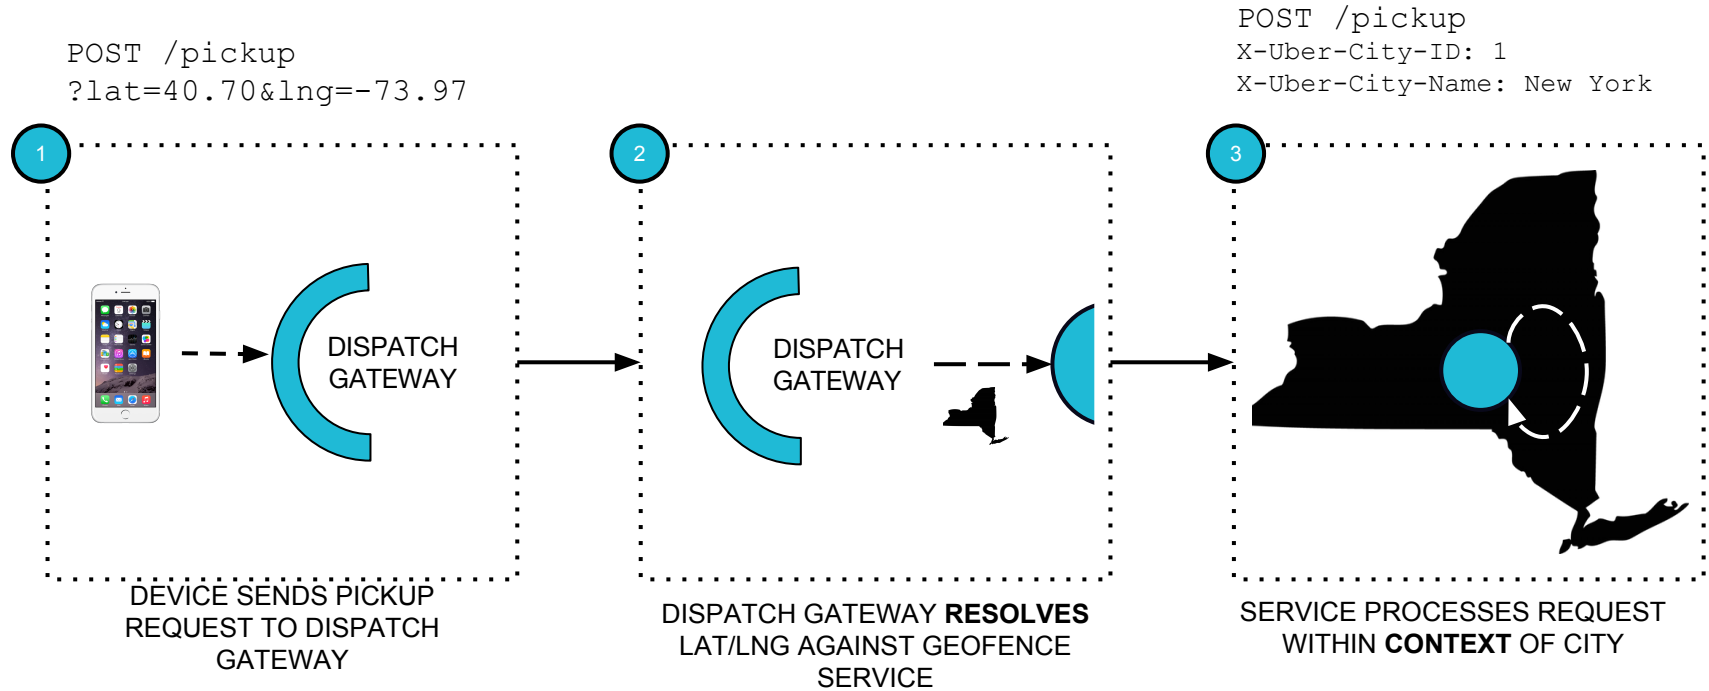 POST /pickup
?lat=40.70&lng=-73.97
POST /pickup
X-Uber-City-ID: 1
X-Uber-City-Name: New York
1
2
3
DISPATCH
GATEWAY
DISPATCH
GATEWAY
DEVICE SENDS PICKUP
REQUEST TO DISPATCH
GATEWAY
DISPATCH GATEWAY RESOLVES
LAT/LNG AGAINST GEOFENCE
SERVICE
SERVICE PROCESSES REQUEST
WITHIN CONTEXT OF CITY